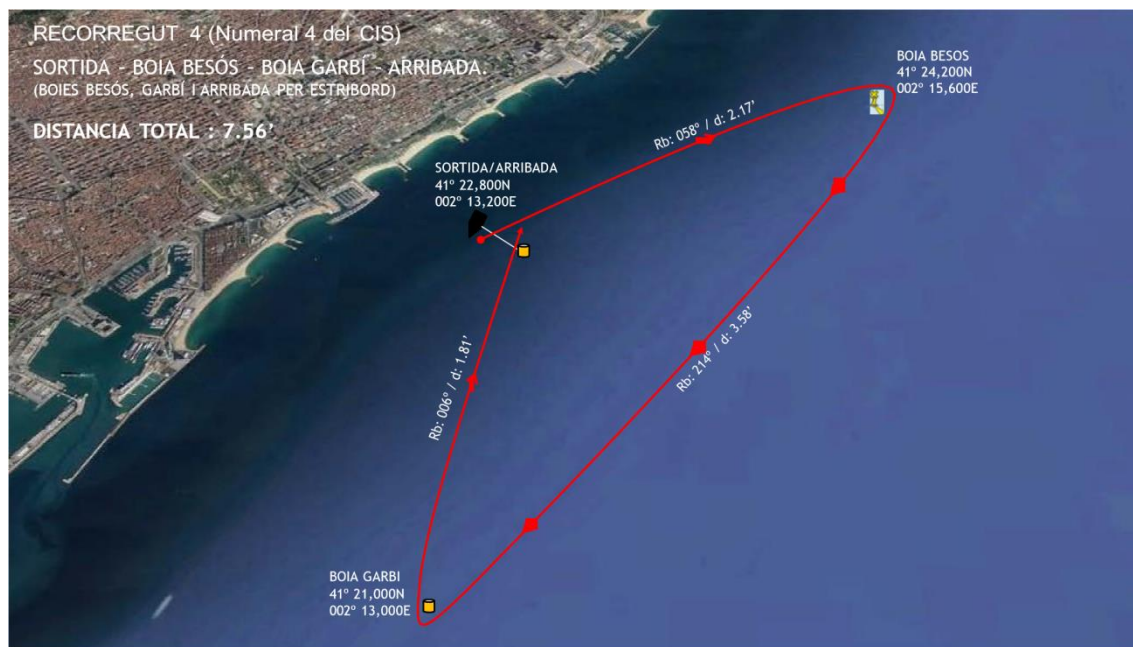 RECORREGUT 4 (Numeral 4 del CIS)
SORTIDA - BOIA BESÓS - BOIA GARBÍ - ARRIBADA.
(BOIES BESÓS, GARBÍ I ARRIBADA PER ESTRIBORD)
DISTANCIA TOTAL : 7.56’
BOIA BESOS
41º 24,200N
002º 15,600E
Rb: 058º / d: 2.17’
SORTIDA/ARRIBADA
41º 22,800N
002º 13,200E
Rb: 214º / d: 3.58’
Rb: 006º / d: 1.81’
BOIA GARBI
41º 21,000N
002º 13,000E